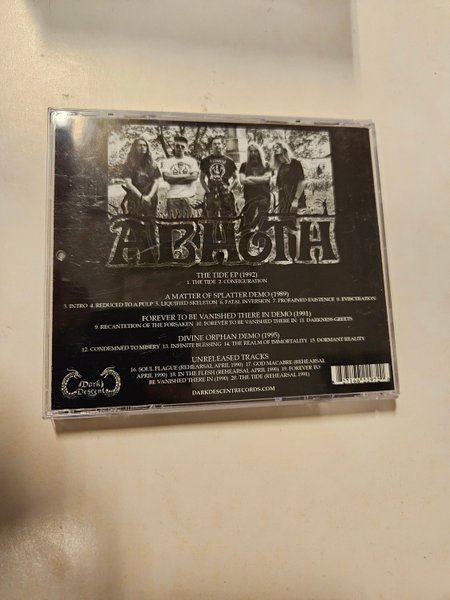 ABHOTH
THE TIDE EP (1992)
1. THE TIDE 2. CONFIGURATION
A MATTER OF SPLATTER DEMO (1989)
3. INTRO 4. REDUCED TO A PULP 5. LIQUIFIED SKELETON 6. FATAL INVERSION 7. PROFAINED EXISTENCE 8. EVISCERATION
FOREVER TO BE VANISHED THERE IN DEMO (1991)
9. RECANTETION OF THE FORSAKEN 10. FOREVER TO BE VANISHED THERE IN 11. DARKNESS GREETS
DIVINE ORPHAN DEMO (1995)
12. CONDEMNED TO MISERY 13. INFINITE BLESSING 14. THE REALM OF IMMORTALITY 15. DORMANT REALITY
UNRELEASED TRACKS
16. SOUL PLAGUE (REHEARSAL APRIL 1990) 17. GOD MACABRE (REHEARSAL
APRIL 1990) 18. IN THE FLESH (REHEARSAL APRIL 1990) 19. FOREVER TO
BE VANISHED THERE IN (1990) 20. THE TIDE (REHEARSAL 1991)
Dark
Descent
DARKDESCENTRECORDS.COM